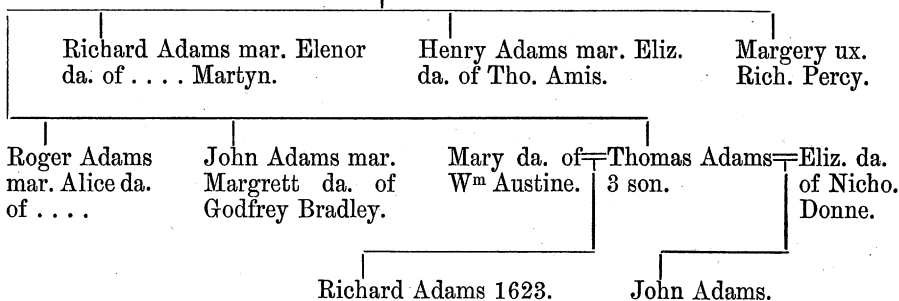 Richard Adams mar. Elenor
da. of . . . . Martyn.
Henry Adams mar. Eliz.
da. of Tho. Amis.
Margery ux.
Rich. Percy.
Roger Adams
mar. Alice da.
of . . . .
John Adams mar.
Margrett da. of
Godfrey Bradley.
Mary da. of
Wᵐ Austine.
Thomas Adams
3 son.
Eliz. da.
of Nicho.
Donne.
Richard Adams 1623.
John Adams.